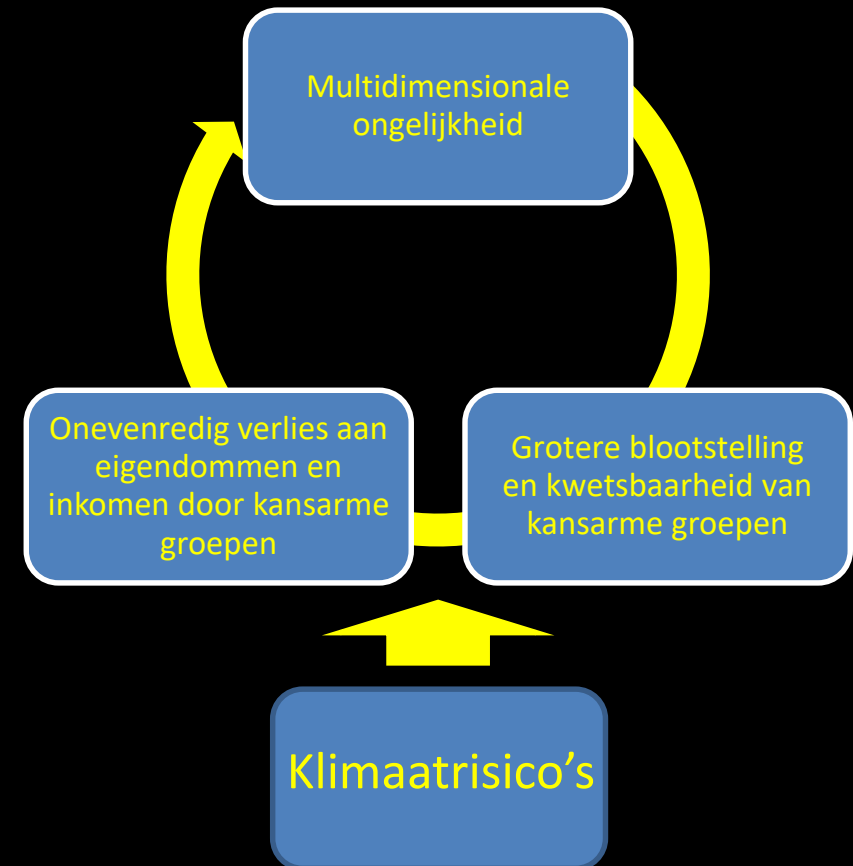 Multidimensionale
ongelijkheid
Onevenredig verlies aan
eigendommen en
inkomen door kansarme
groepen
Grotere blootstelling
en kwetsbaarheid van
kansarme groepen
Klimaatrisico’s